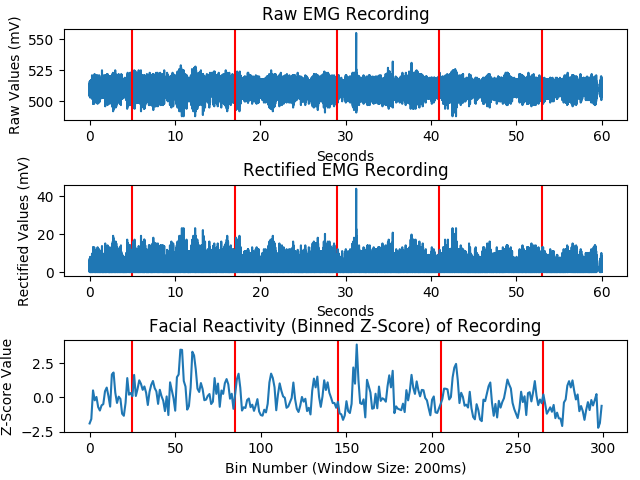 Raw EMG Recording
Raw Values (mV)
550
525
500
0 10 20 30 40 50 60
Seconds
Rectified EMG Recording
Rectified Values (mV)
40
20
0
0 10 20 30 40 50 60
Seconds
Facial Reactivity (Binned Z-Score) of Recording
Z-Score Value
2.5
0.0
−2.5
0 50 100 150 200 250 300
Bin Number (Window Size: 200ms)